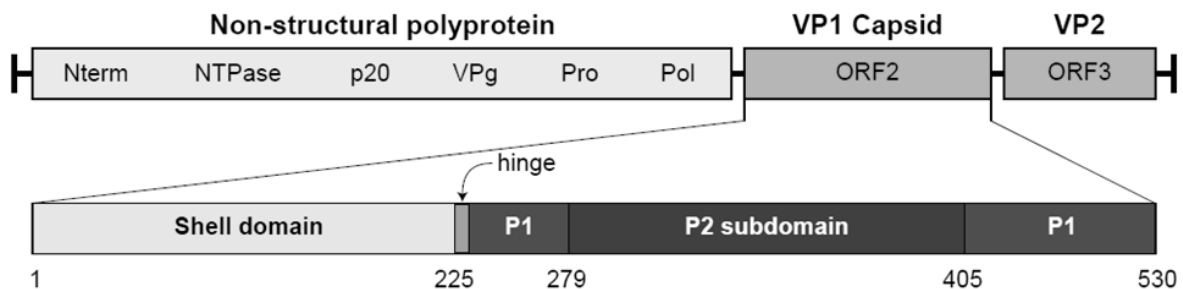 Non-structural polyprotein VP1 Capsid VP2
Nterm NTPase p20 VPg Pro Pol ORF2 ORF3
hinge
Shell domain P1 P2 subdomain P1
1 225 279 405 530